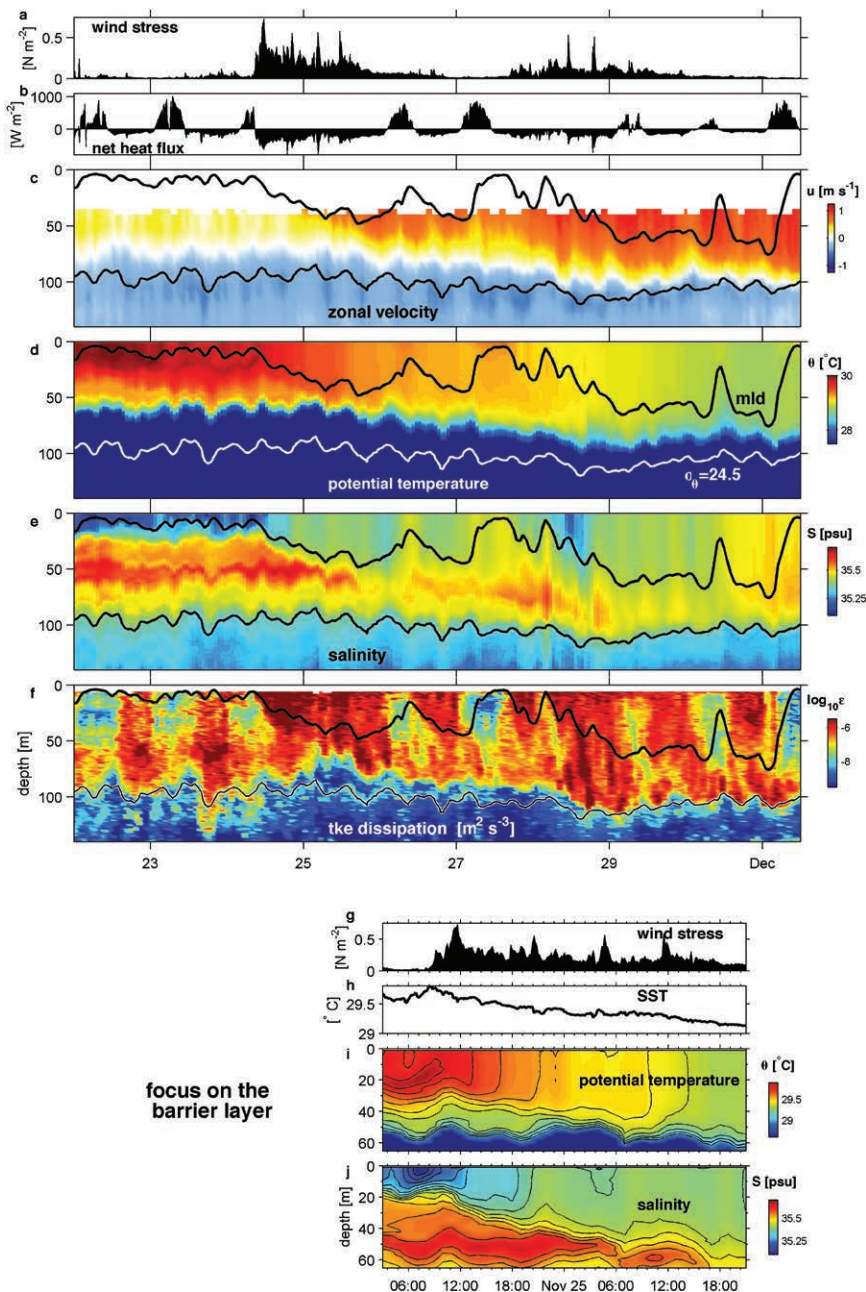 a
wind stress
[N m-2]
0.5
0
b
1000
0
[W m-2]
net heat flux
c
0
50
100
zonal velocity
u [m s-1]
1
0
-1
d
0
50
100
mld
potential temperature
σθ=24.5
θ [°C]
30
28
e
0
50
100
salinity
S [psu]
35.5
35.25
f
0
50
100
depth [m]
tke dissipation [m2 s-3]
log10ε
-6
-8
23
25
27
29
Dec
g
wind stress
[N m-2]
0.5
0
h
SST
[°C]
29.5
29
focus on the
barrier layer
i
0
20
40
60
potential temperature
θ [°C]
29.5
29
j
0
20
40
60
depth [m]
salinity
S [psu]
35.5
35.25
06:00 12:00 18:00 Nov 25 06:00 12:00 18:00